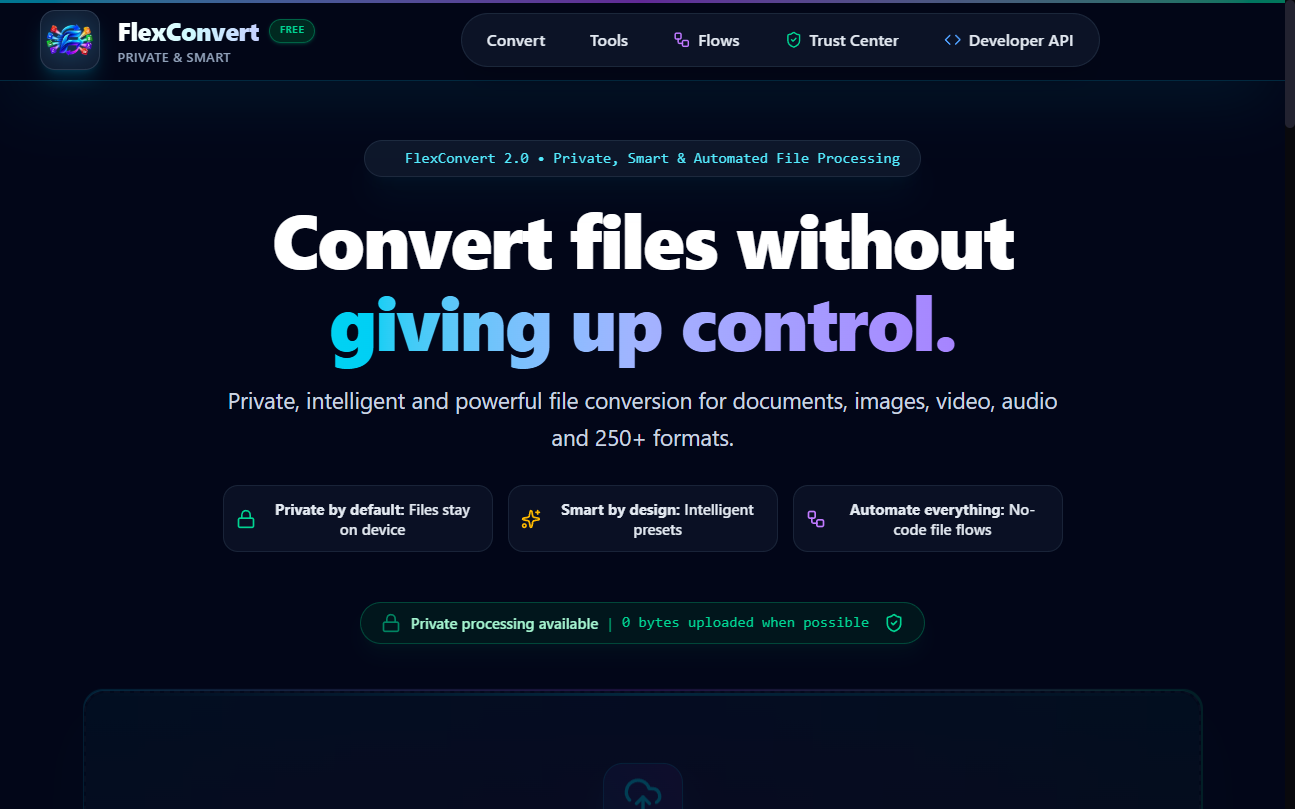 FlexConvert FREE
PRIVATE & SMART
Convert Tools Flows Trust Center Developer API
FlexConvert 2.0 • Private, Smart & Automated File Processing
Convert files without
giving up control.
Private, intelligent and powerful file conversion for documents, images, video, audio
and 250+ formats.
Private by default: Files stay
on device
Smart by design: Intelligent
presets
Automate everything: No-
code file flows
Private processing available | 0 bytes uploaded when possible